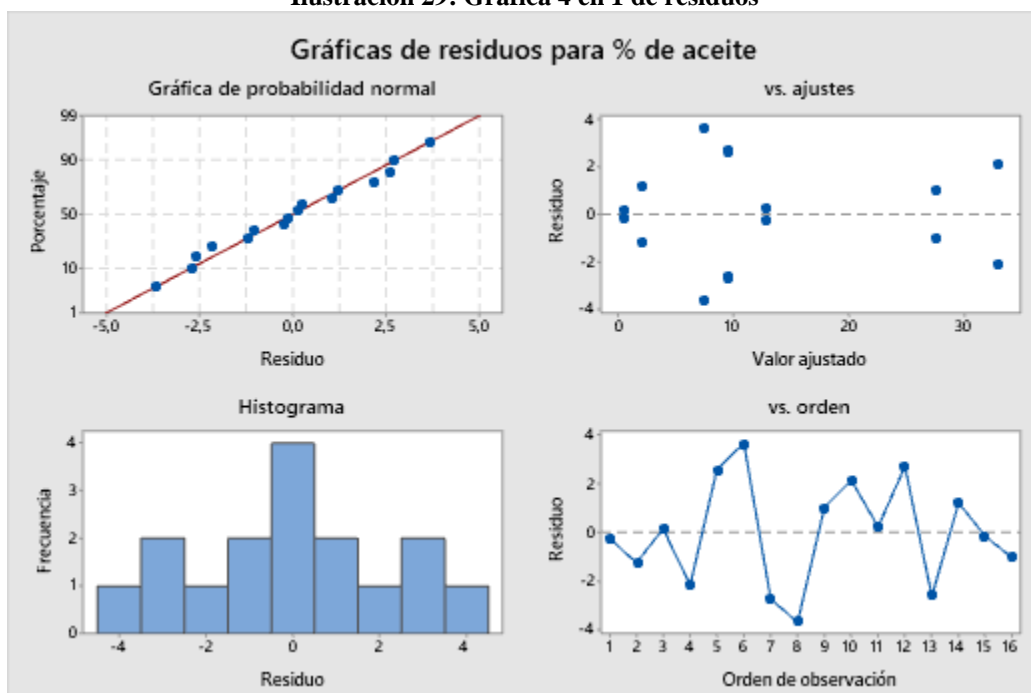 Ilustración 29: Gráfica 4 en 1 de residuos
Gráficas de residuos para % de aceite
Gráfica de probabilidad normal
99
90
50
10
1
-5,0 -2,5 0,0 2,5 5,0
Porcentaje
Residuo
vs. ajustes
4
2
0
-2
-4
0 10 20 30
Residuo
Valor ajustado
Histograma
4
3
2
1
0
-4 -2 0 2 4
Frecuencia
Residuo
vs. orden
4
2
0
-2
-4
1 2 3 4 5 6 7 8 9 10 11 12 13 14 15 16
Residuo
Orden de observación